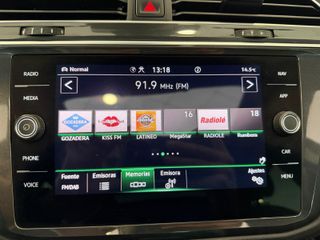 RADIO
NAV
MEDIA
APP
PHONE
CAR
VOICE
MENU
Normal
13:18
14.5°C
91.9 MHz (FM)
GOZADERA
KISS FM
LATINEO
16
MegaStar
Radiolé
RADIOLE
18
Rumbera
Fuente
FM/DAB
Emisoras
Memorias
Emisora
Ajustes